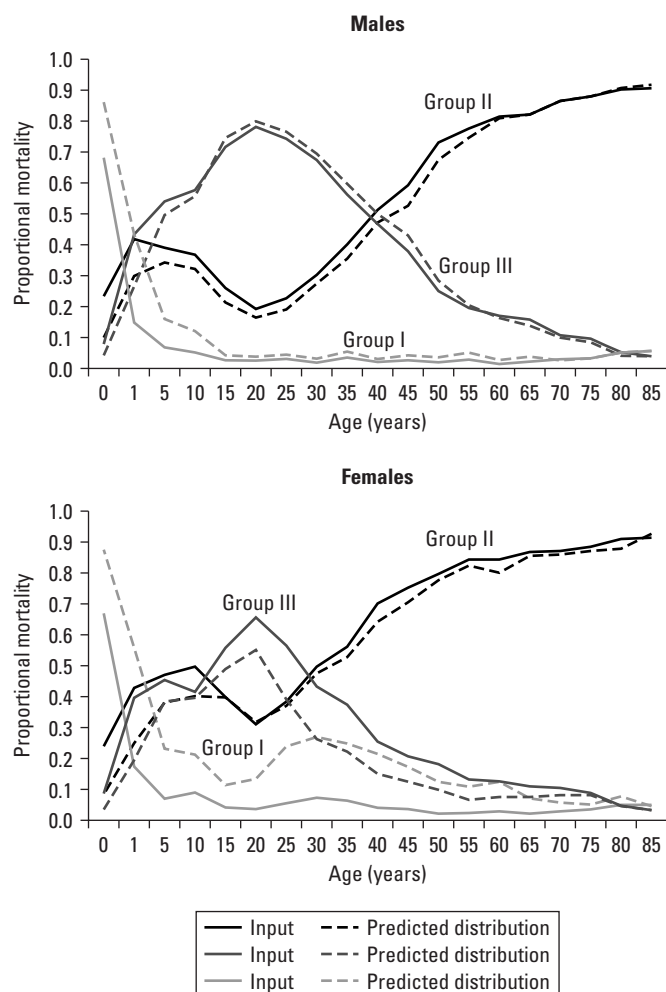 Males
Proportional mortality
1.0
0.9
0.8
0.7
0.6
0.5
0.4
0.3
0.2
0.1
0.0
Group II
Group III
Group I
0 1 5 10 15 20 25 30 35 40 45 50 55 60 65 70 75 80 85
Age (years)
Females
Proportional mortality
1.0
0.9
0.8
0.7
0.6
0.5
0.4
0.3
0.2
0.1
0.0
Group II
Group III
Group I
0 1 5 10 15 20 25 30 35 40 45 50 55 60 65 70 75 80 85
Age (years)
Input Predicted distribution
Input Predicted distribution
Input Predicted distribution